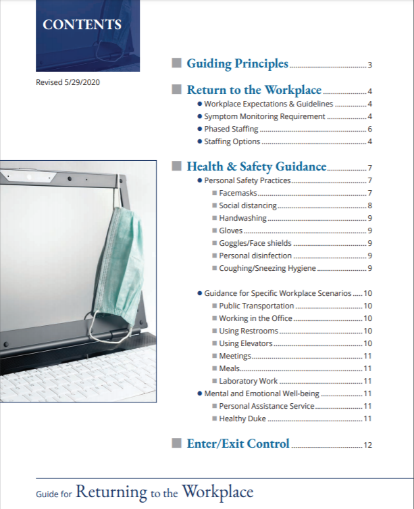 CONTENTS
Revised 5/29/2020
Guiding Principles 3
Return to the Workplace 4
Workplace Expectations & Guidelines 4
Symptom Monitoring Requirement 4
Phased Staffing 6
Staffing Options 4
Health & Safety Guidance 7
Personal Safety Practices 7
Facemasks 7
Social distancing 8
Handwashing 9
Gloves 9
Goggles/Face shields 9
Personal disinfection 9
Coughing/Sneezing Hygiene 9
Guidance for Specific Workplace Scenarios 10
Public Transportation 10
Working in the Office 10
Using Restrooms 10
Using Elevators 10
Meetings 11
Meals 11
Laboratory Work 11
Mental and Emotional Well-being 11
Personal Assistance Service 11
Healthy Duke 11
Enter/Exit Control 12
Guide for Returning to the Workplace